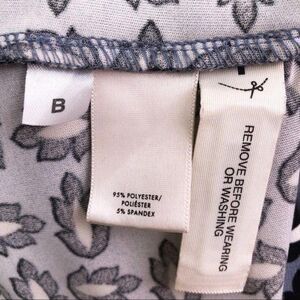 B
95% POLYESTER/
POLIÉSTER
5% SPANDEX
REMOVE BEFORE WEARING
OR WASHING